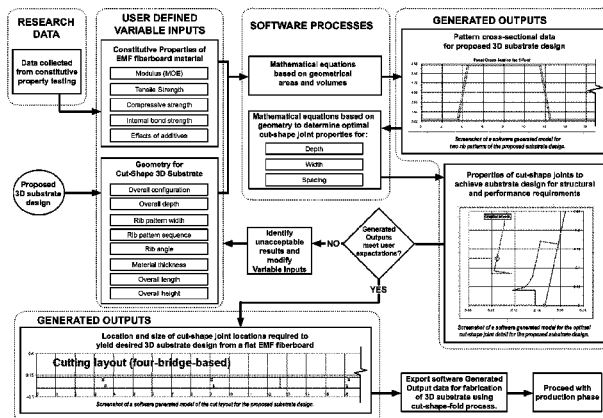 RESEARCH
DATA
Data collected
from constitutive
property testing
Proposed
3D substrate
design
USER DEFINED
VARIABLE INPUTS
Constitutive Properties of
EMF fiberboard material
Modulus (MOE)
Tensile Strength
Compressive strength
Internal bond strength
Effects of additives
Geometry for
Cut-Shape 3D Substrate
Overall configuration
Overall depth
Rib pattern width
Rib pattern sequence
Rib angle
Material thickness
Overall length
Overall height
SOFTWARE PROCESSES
Mathematical equations
based on geometrical
areas and volumes
Mathematical equations based on
geometry to determine optimal
cut-shape joint properties for:
Depth
Width
Spacing
GENERATED OUTPUTS
Pattern cross-sectional data
for proposed 3D substrate design
Screenshot of a software generated model for
two rib patterns of the proposed substrate design.
Properties of cut-shape joints to
achieve substrate design for structural
and performance requirements
Screenshot of a software generated model for the optimal
cut-shape joint detail for the proposed substrate design.
Generated
Outputs
meet user
expectations?
NO
YES
Identify
unacceptable
results and
modify
Variable Inputs
GENERATED OUTPUTS
Location and size of cut-shape joint locations required to
yield desired 3D substrate design from a flat EMF fiberboard
Cutting layout (four-bridge-based)
Screenshot of a software generated model of the cut layout for the proposed substrate design.
Export software Generated
Output data for fabrication
of 3D substrate using
cut-shape-fold process.
Proceed with
production phase